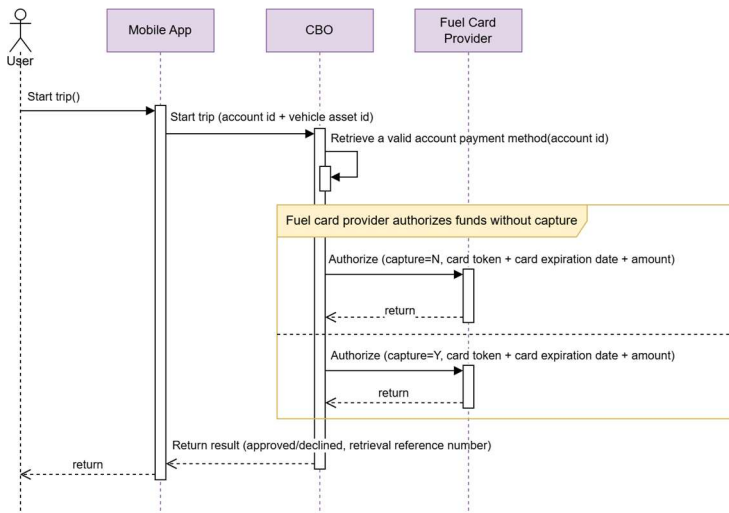 Mobile App
CBO
Fuel Card
Provider
User
Start trip()
Start trip (account id + vehicle asset id)
Retrieve a valid account payment method(account id)
Fuel card provider authorizes funds without capture
Authorize (capture=N, card token + card expiration date + amount)
return
Authorize (capture=Y, card token + card expiration date + amount)
return
Return result (approved/declined, retrieval reference number)
return